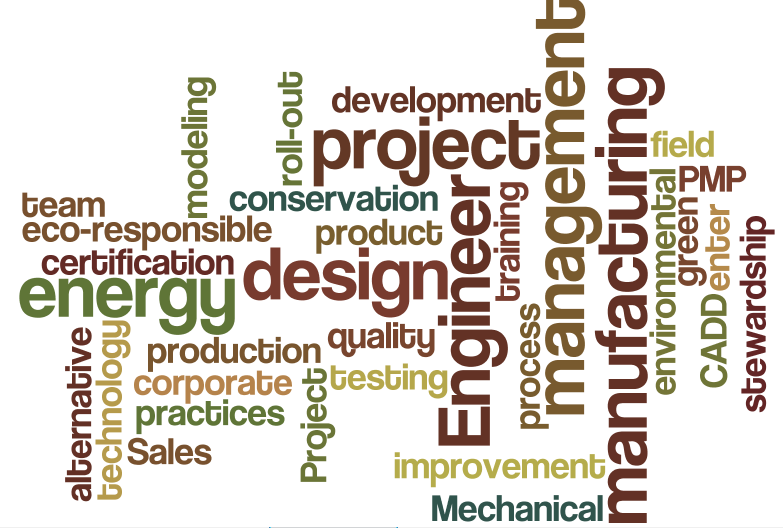 management
manufacturing
modeling
roll-out
development
project
field
PMP
conservation
Engineer
training
environmental
green
enter
team
eco-responsible
product
stewardship
certification
design
energy
CADD
process
quality
production
alternative
technology
corporate
testing
Project
practices
Sales
improvement
Mechanical